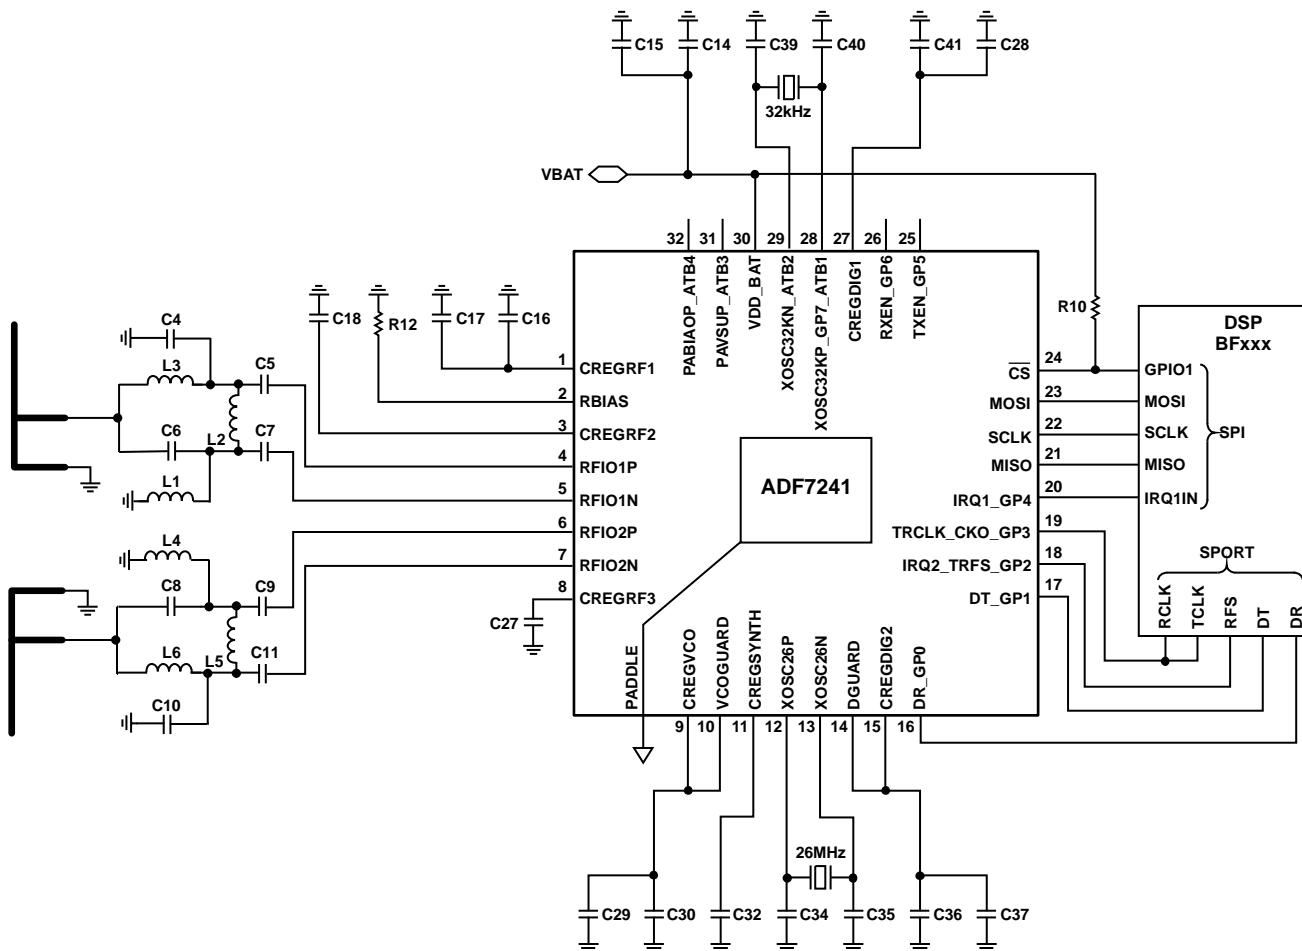 C15
C14
C39
C40
C41
C28
32kHz
VBAT
32
31
30
29
28
27
26
25
PABIAOP_ATB4
PAVSUP_ATB3
VDD_BAT
XOSC32KN_ATB2
XOSC32KP_GP7_ATB1
CREGDIG1
RXEN_GP6
TXEN_GP5
C18
R12
C17
C16
R10
DSP
BFxxx
C4
L3
C5
C6
L2
C7
L1
L4
C8
C9
L6
L5
C11
C10
C27
1
CREGRF1
2
RBIAS
3
CREGRF2
4
RFIO1P
5
RFIO1N
6
RFIO2P
7
RFIO2N
8
CREGRF3
ADF7241
24
CS
GPIO1
23
MOSI
MOSI
22
SCLK
SCLK
SPI
21
MISO
MISO
20
IRQ1_GP4
IRQ1IN
19
TRCLK_CKO_GP3
18
IRQ2_TRFS_GP2
17
DT_GP1
SPORT
RCLK
TCLK
RFS
DT
DR
PADDLE
CREGVCO
VCOGUARD
CREGSYNTH
XOSC26P
XOSC26N
DGUARD
CREGDIG2
DR_GP0
9
10
11
12
13
14
15
16
26MHz
C29
C30
C32
C34
C35
C36
C37